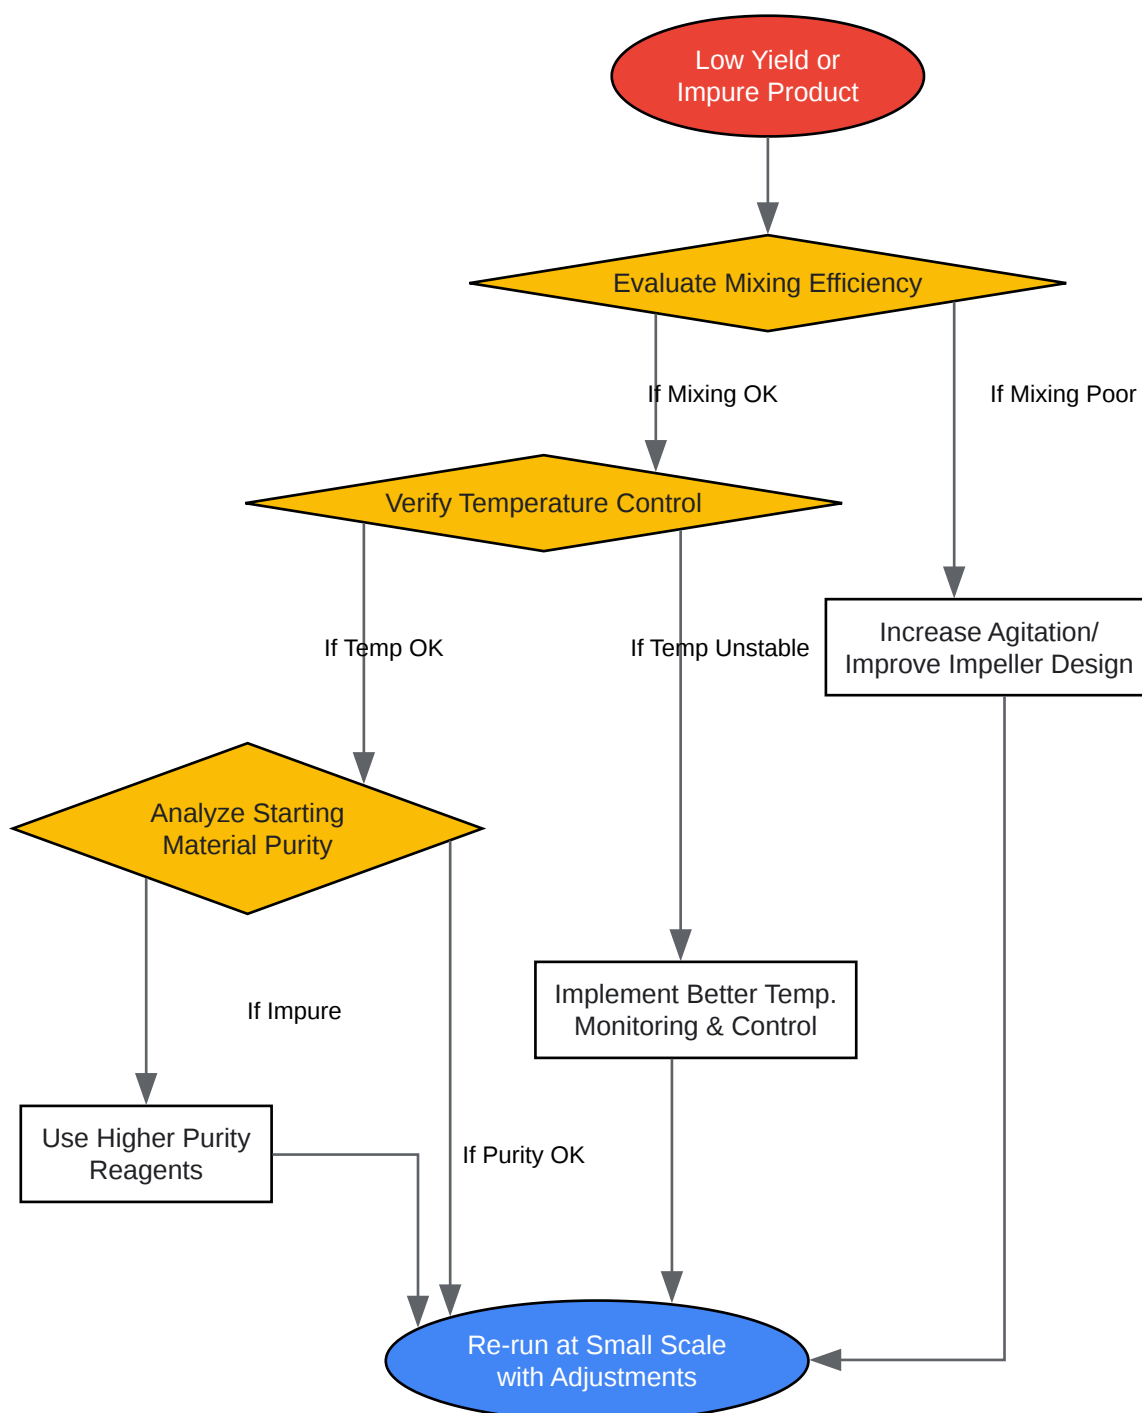 Low Yield or
Impure Product
Evaluate Mixing Efficiency
If Mixing OK
If Mixing Poor
Verify Temperature Control
Increase Agitation/
Improve Impeller Design
If Temp OK
If Temp Unstable
Analyze Starting
Material Purity
Implement Better Temp.
Monitoring & Control
If Impure
Use Higher Purity
Reagents
If Purity OK
Re-run at Small Scale
with Adjustments